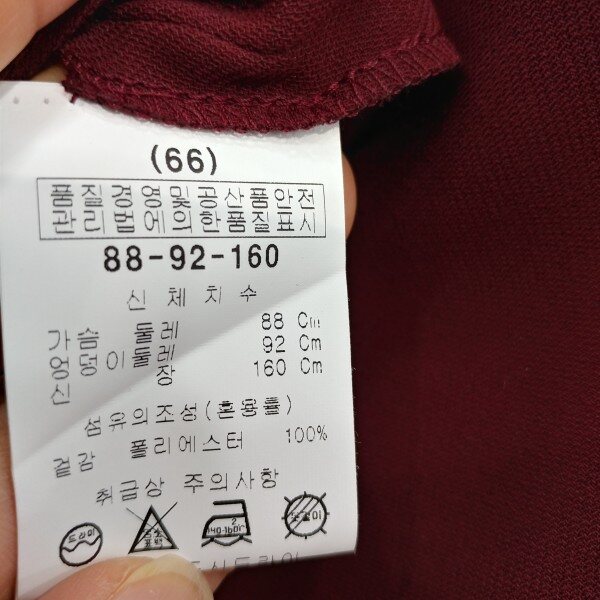 (66)
품질경영및공산품안전
관리법에의한품질표시
88-92-160
신체치수
가슴 둘레 88 Cm
엉덩이둘레 92 Cm
신 장 160 Cm
섬유의조성(혼용률)
겉감 폴리에스터 100%
취급상 주의사항
드라이